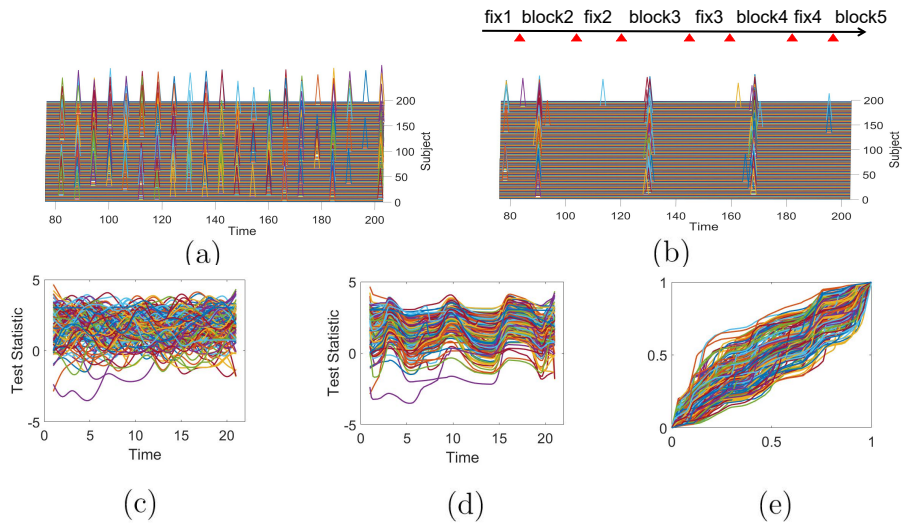 fix1 block2 fix2 block3 fix3 block4 fix4 block5
200
150
100
50
0
Subject
80 100 120 140 160 180 200
Time
(a)
200
150
100
50
0
Subject
80 100 120 140 160 180 200
Time
(b)
5
0
-5
Test Statistic
0 5 10 15 20
Time
(c)
5
0
-5
Test Statistic
0 5 10 15 20
Time
(d)
1
0.5
0
0 0.5 1
(e)